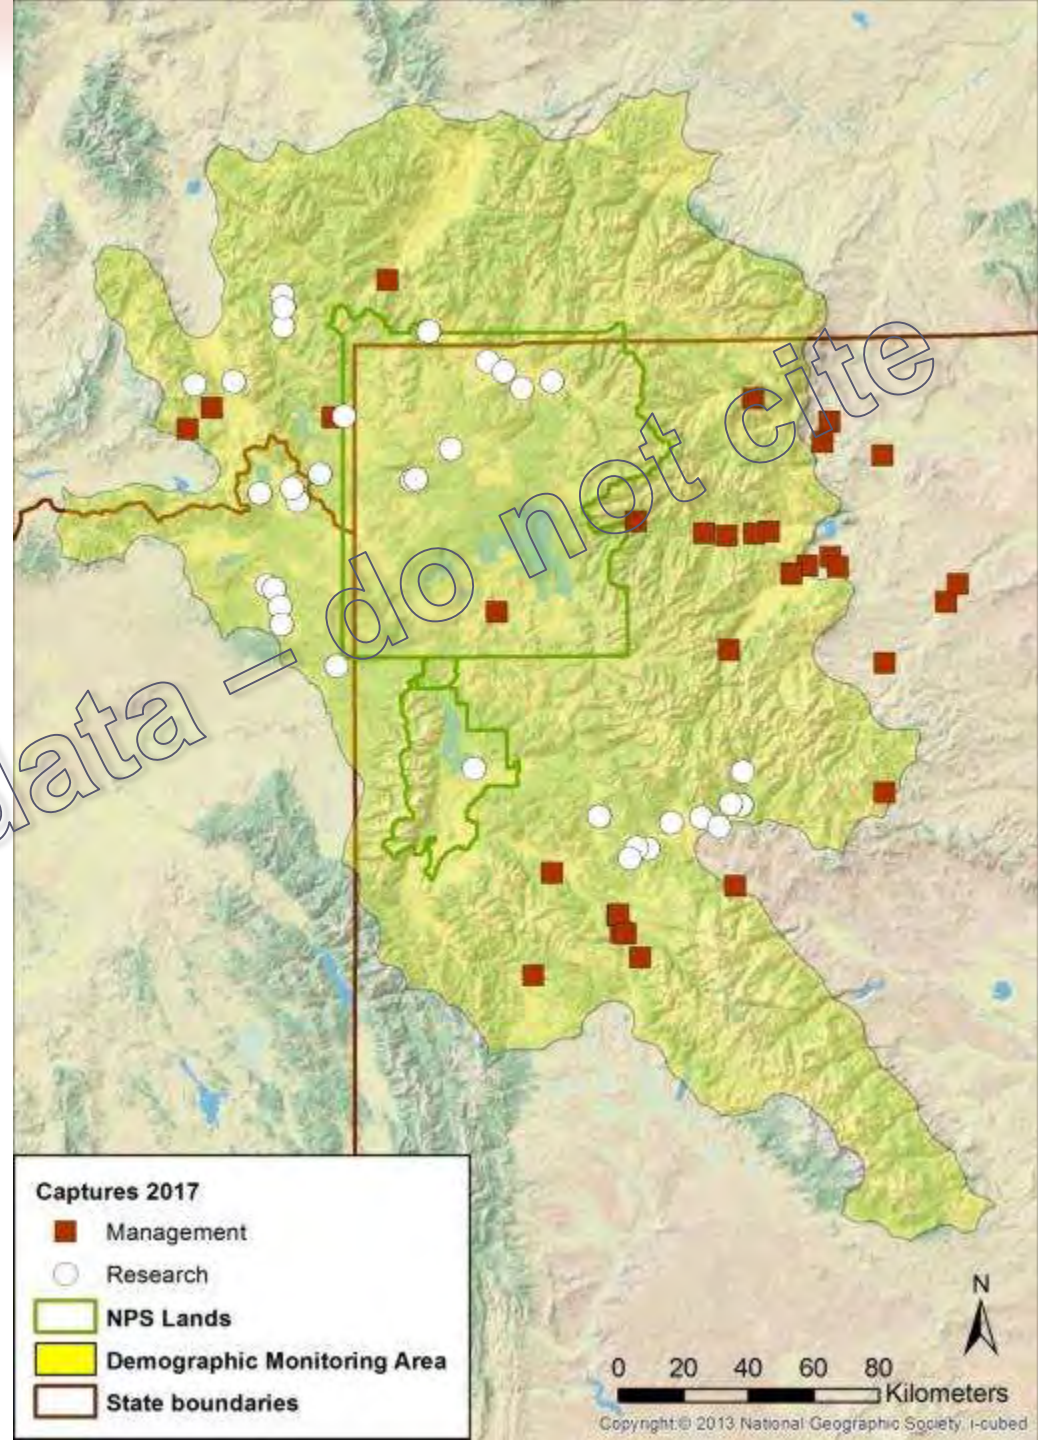 data – do not cite
Captures 2017
Management
Research
NPS Lands
Demographic Monitoring Area
State boundaries
N
0 20 40 60 80
Kilometers
Copyright:© 2013 National Geographic Society, i-cubed